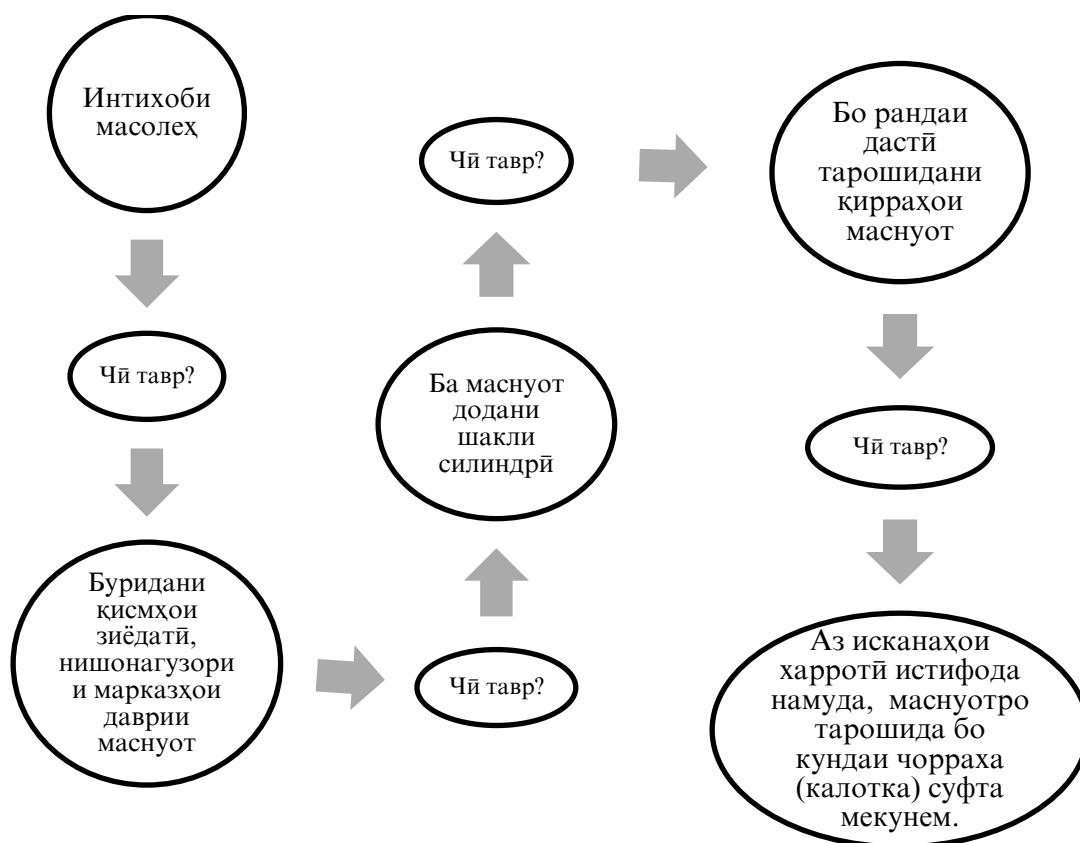 Интихоби
масолеҳ
Чӣ тавр?
Буридани
қисмҳои
зиёдатӣ,
нишонагузори
и марказҳои
даврии
маснуот
Чӣ тавр?
Ба маснуот
додани
шакли
силиндрӣ
Чӣ тавр?
Бо рандаи
дастӣ
тарошидани
қирраҳои
маснуот
Чӣ тавр?
Аз исканаҳои
харротӣ истифода
намуда, маснуотро
тарошида бо
кундаи чорраха
(калотка) суфта
мекунем.